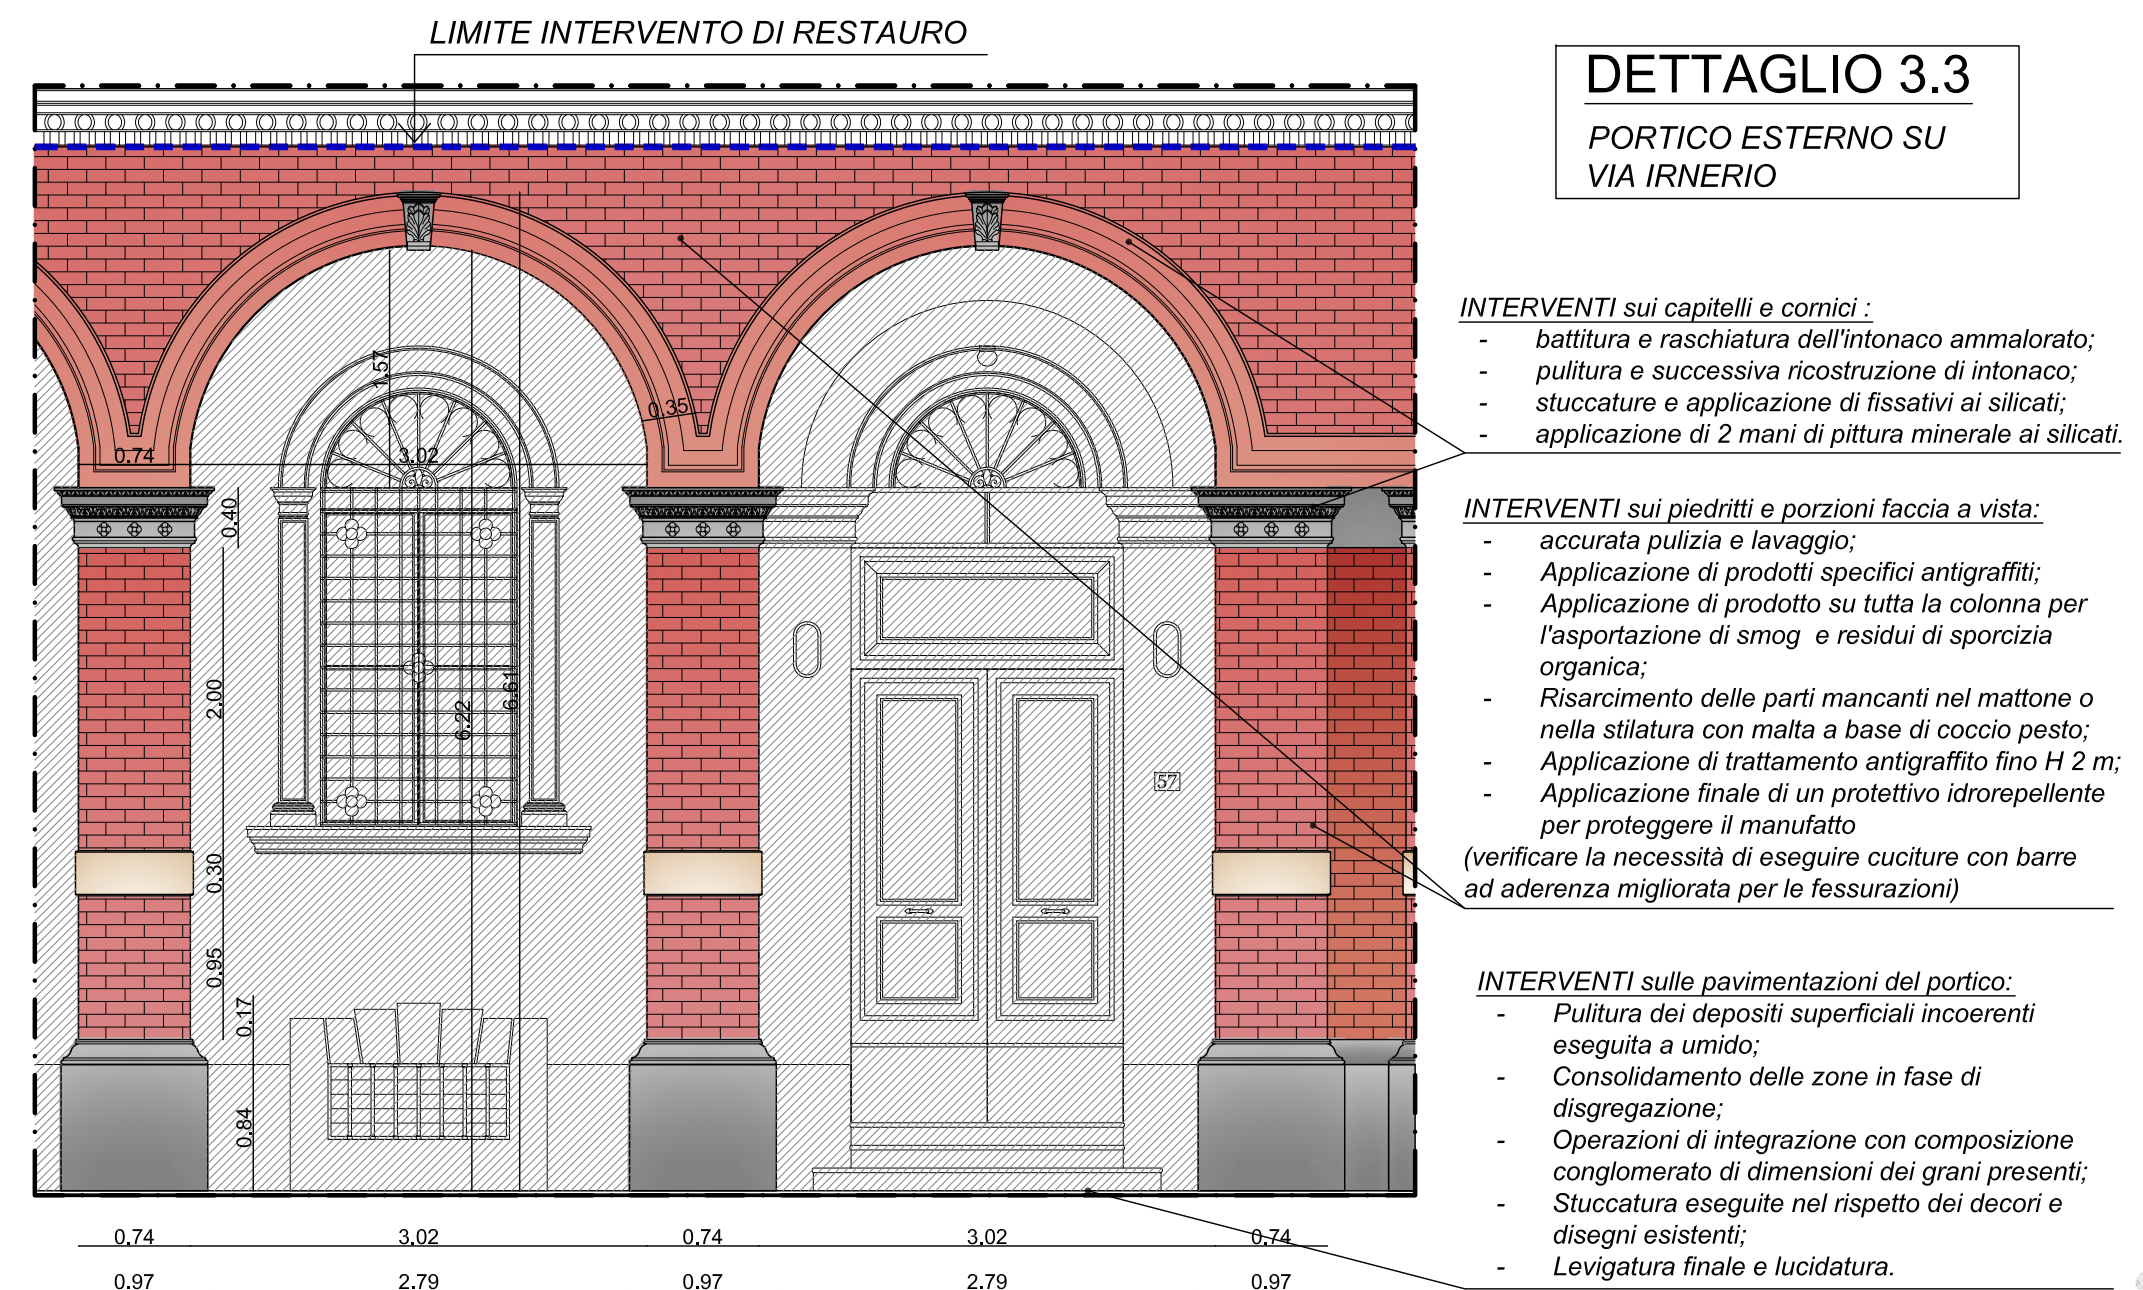 LIMITE INTERVENTO DI RESTAURO
DETTAGLIO 3.3
PORTICO ESTERNO SU
VIA IRNERIO
INTERVENTI sui capitelli e cornici :
- battitura e raschiatura dell'intonaco ammalorato;
- pulitura e successiva ricostruzione di intonaco;
- stuccature e applicazione di fissativi ai silicati;
- applicazione di 2 mani di pittura minerale ai silicati.
INTERVENTI sui piedritti e porzioni faccia a vista:
- accurata pulizia e lavaggio;
- Applicazione di prodotti specifici antigraffiti;
- Applicazione di prodotto su tutta la colonna per
l'asportazione di smog e residui di sporcizia
organica;
- Risarcimento delle parti mancanti nel mattone o
nella stilatura con malta a base di coccio pesto;
- Applicazione di trattamento antigraffito fino H 2 m;
- Applicazione finale di un protettivo idrorepellente
per proteggere il manufatto
(verificare la necessità di eseguire cuciture con barre
ad aderenza migliorata per le fessurazioni)
INTERVENTI sulle pavimentazioni del portico:
- Pulitura dei depositi superficiali incoerenti
eseguita a umido;
- Consolidamento delle zone in fase di
disgregazione;
- Operazioni di integrazione con composizione
conglomerato di dimensioni dei grani presenti;
- Stuccatura eseguite nel rispetto dei decori e
disegni esistenti;
- Levigatura finale e lucidatura.
1.57
0.35
0.74
3.02
0.40
2.00
6.61
6.22
57
0.30
0.95
0.17
0.84
0.74 3.02 0.74 3.02 0.74
0.97 2.79 0.97 2.79 0.97